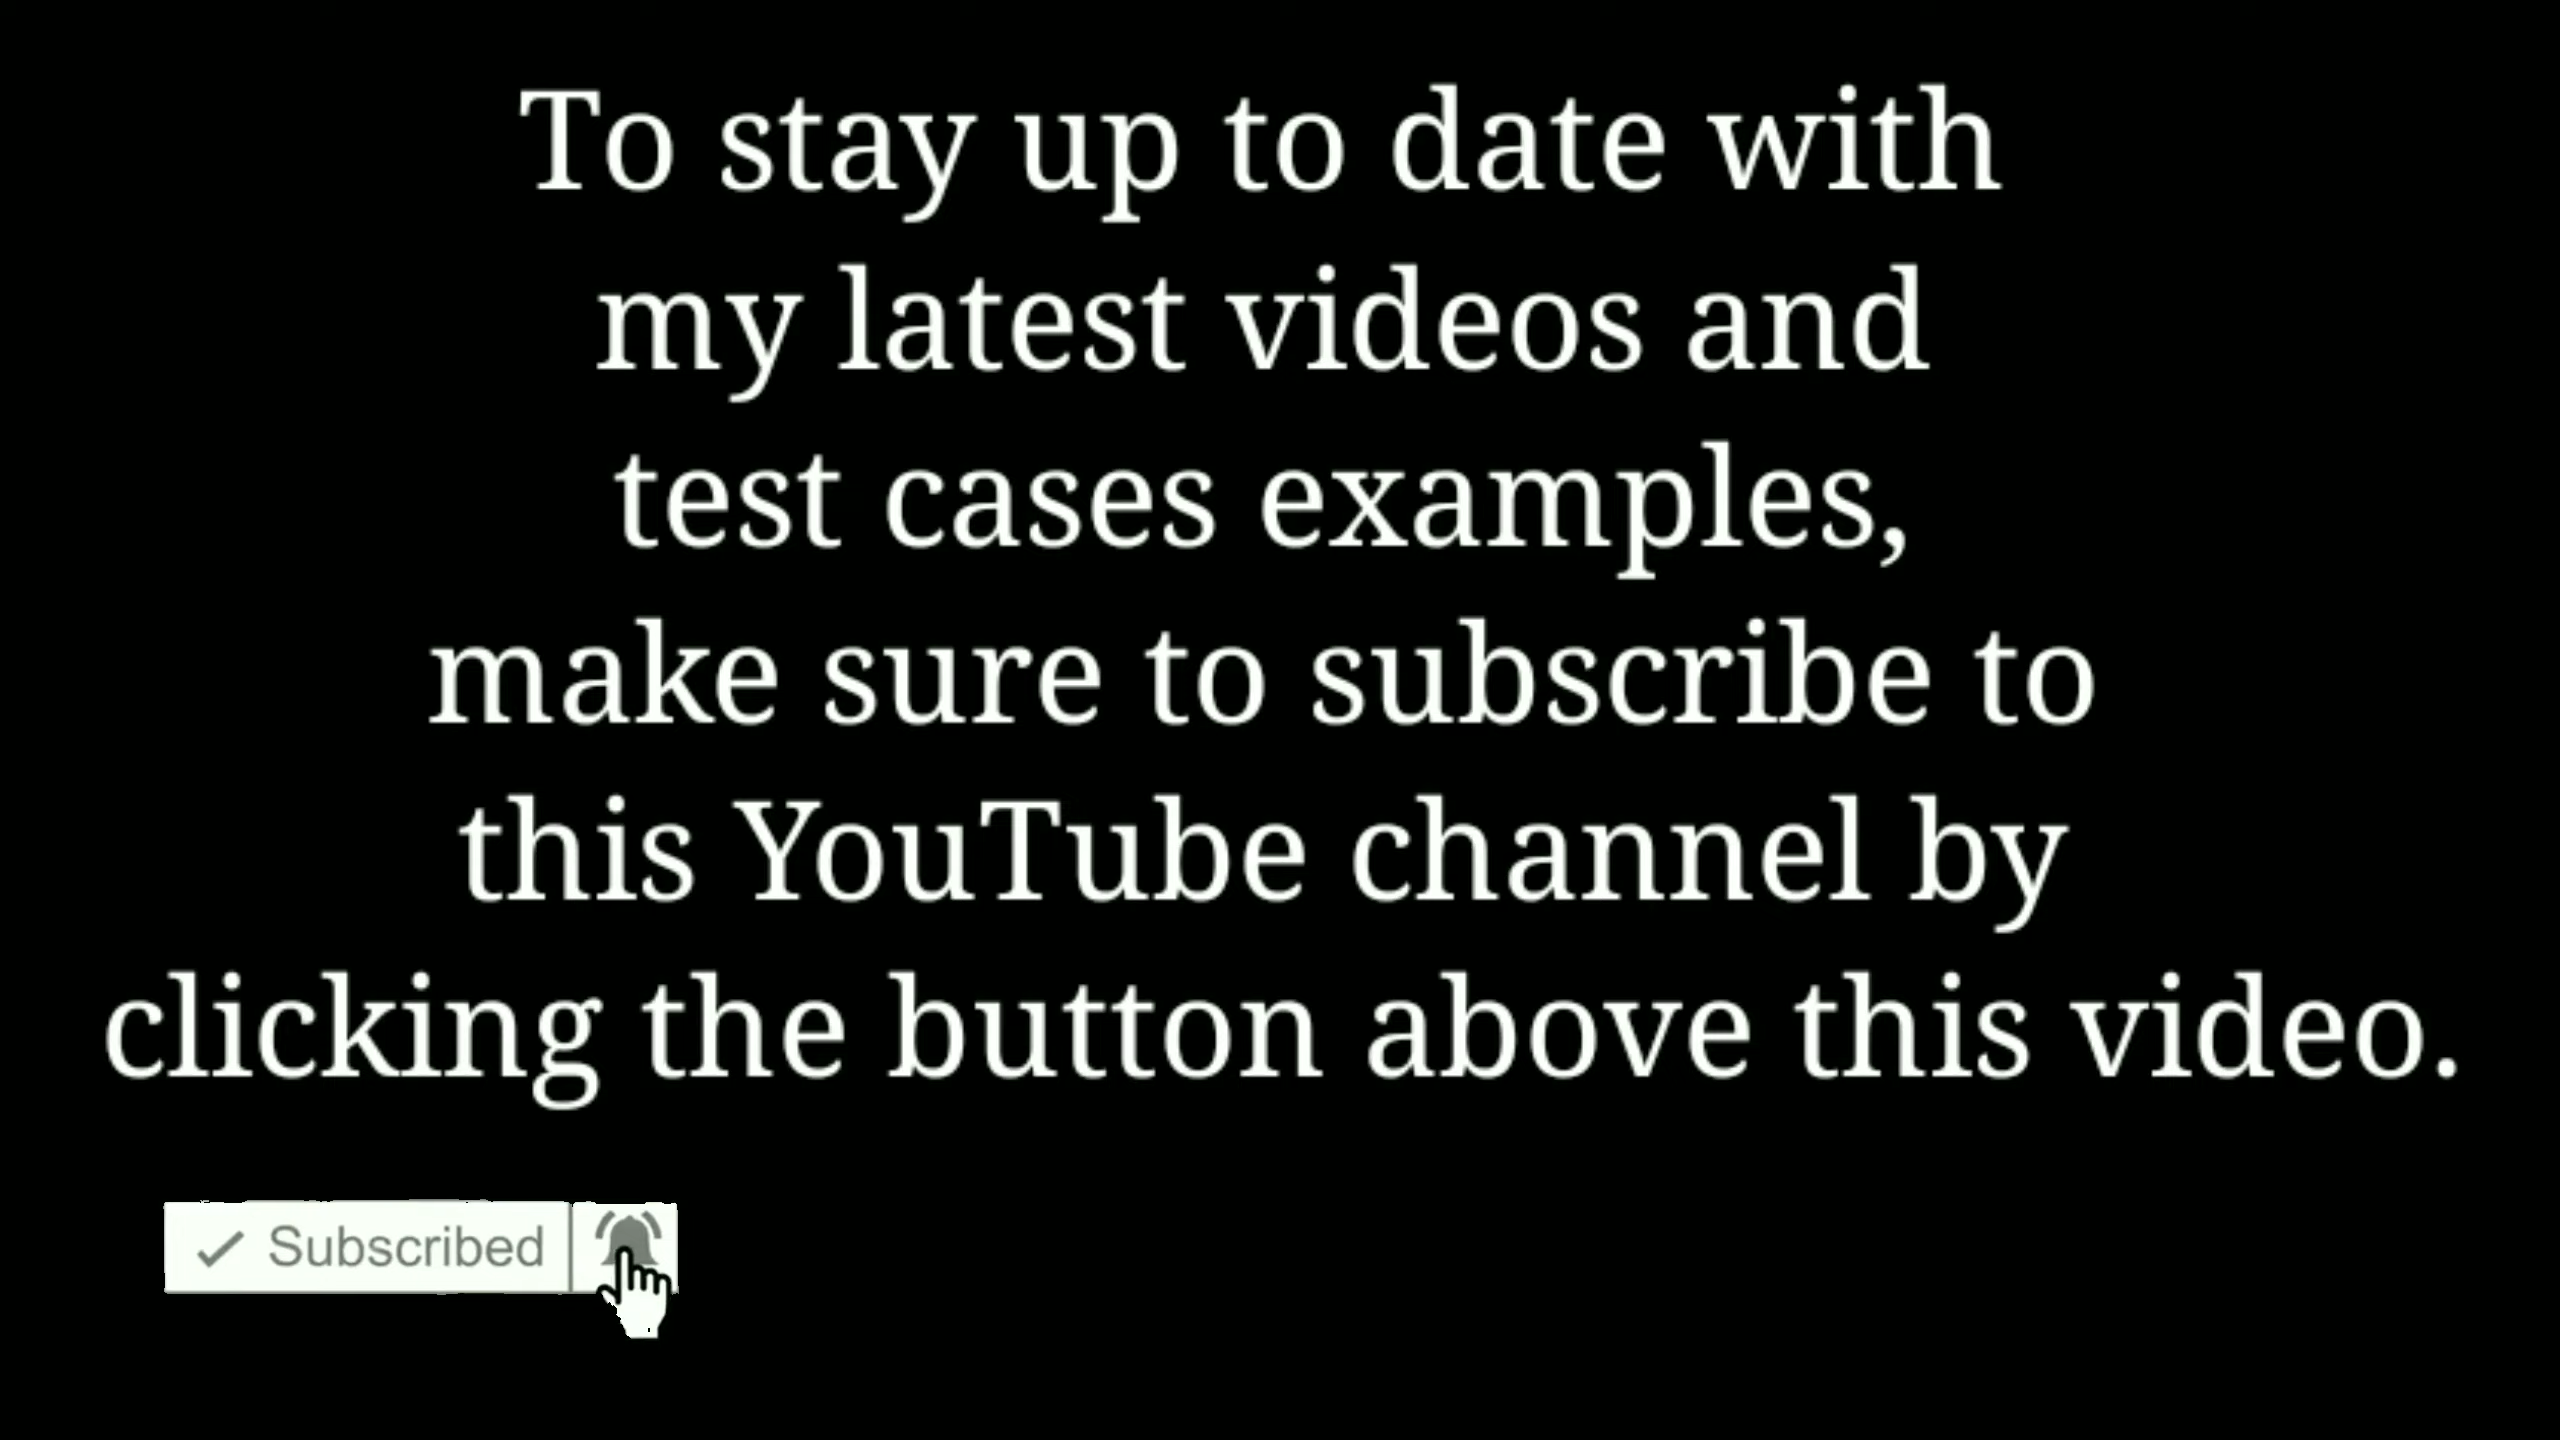 To stay up to date with
my latest videos and
test cases examples,
make sure to subscribe to
this YouTube channel by
clicking the button above this video.
Subscribed